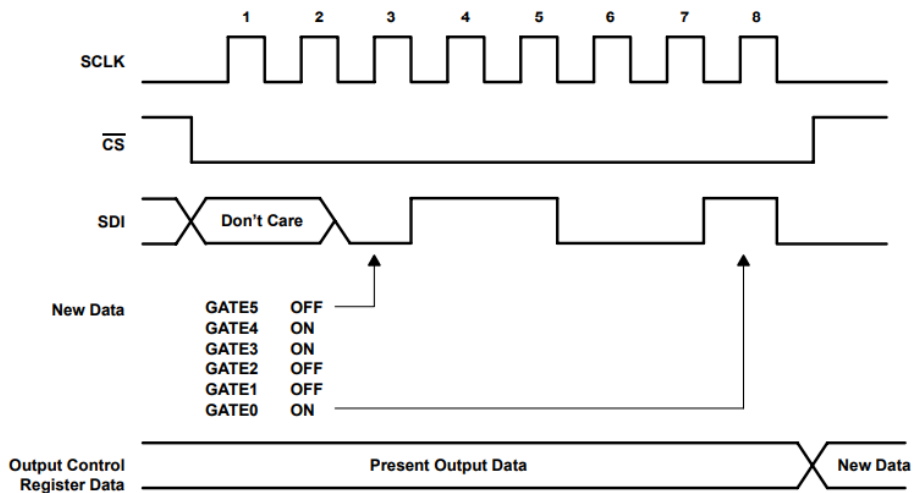 1 2 3 4 5 6 7 8
SCLK
CS
SDI Don't Care
New Data GATE5 OFF
GATE4 ON
GATE3 ON
GATE2 OFF
GATE1 OFF
GATE0 ON
Output Control
Register Data Present Output Data New Data